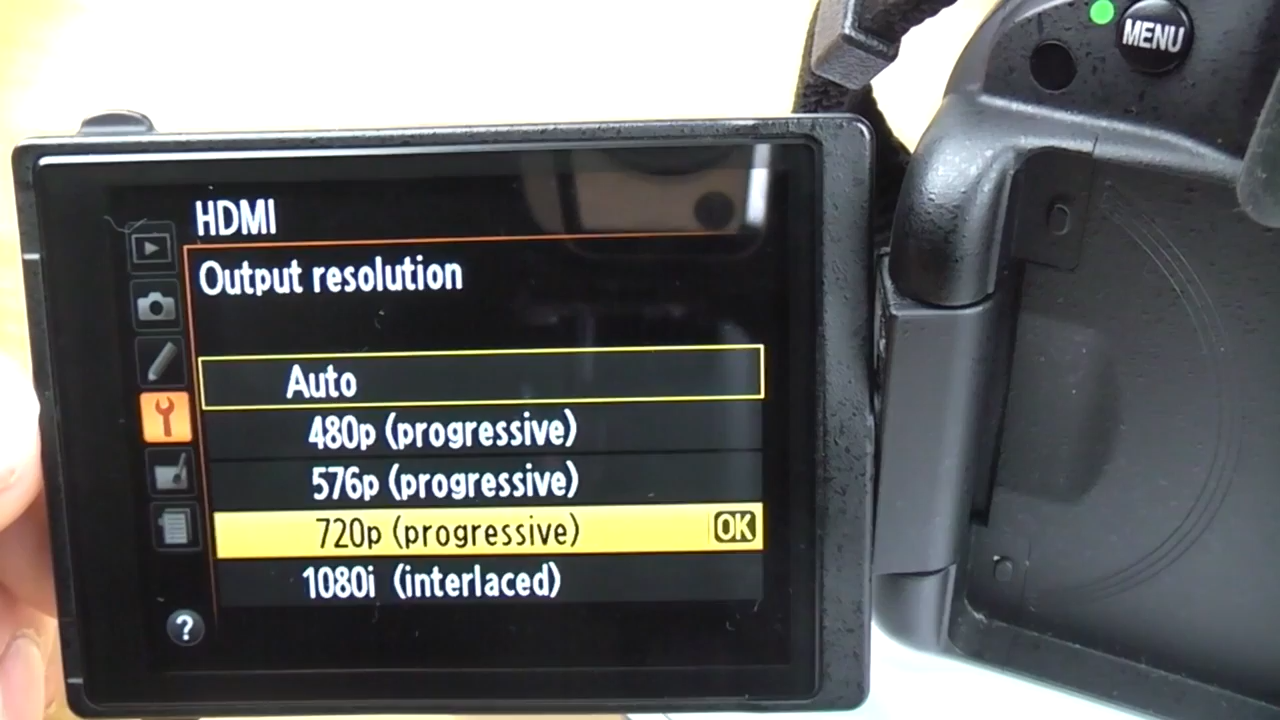 MENU
HDMI
Output resolution
Auto
480p (progressive)
576p (progressive)
720p (progressive) OK
1080i (interlaced)
?